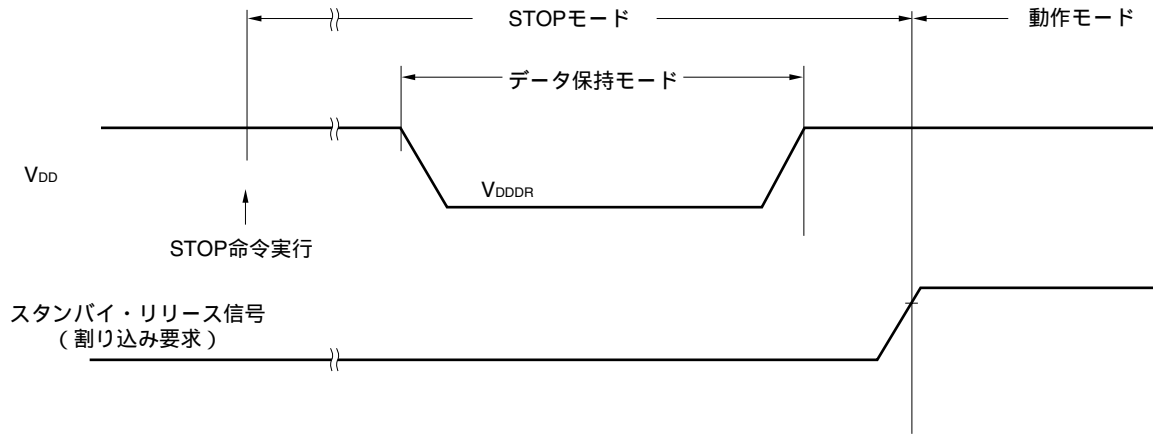 STOPモード
動作モード
データ保持モード
VDD
VDDDR
STOP命令実行
スタンバイ・リリース信号
(割り込み要求)